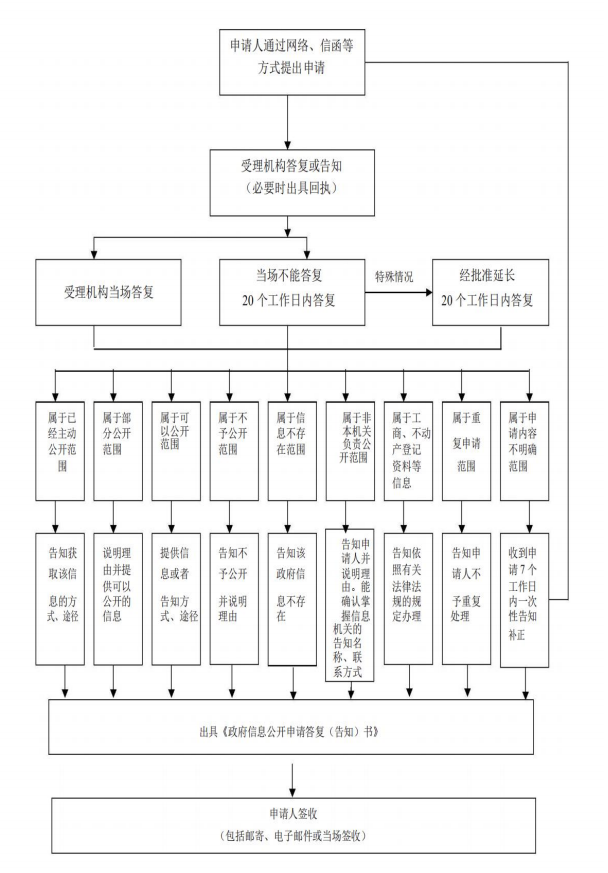 申请人通过网络、信函等
方式提出申请
受理机构答复或告知
（必要时出具回执）
受理机构当场答复
当场不能答复
20 个工作日内答复
特殊情况
经批准延长
20 个工作日内答复
属于已
经主动
公开范
围
属于部
分公开
范围
属于可
以公开
范围
属于不
予公开
范围
属于信
息不存
在范围
属于非
本机关
负责公
开范围
属于工
商、不动
产登记
资料等
信息
属于重
复申请
范围
属于申
请内容
不明确
范围
告知获
取该信
息的方
式、途径
说明理
由并提
供可以
公开的
信息
提供信
息或者
告知方
式、途径
告知不
予公开
并说明
理由
告知该
政府信
息不存
在
告知申
请人并
说明理
由。能
确认掌
握信息
机关的
告知名
称、联
系方式
告知依
照有关
法律法
规的规
定办理
告知申
请人不
予重复
处理
收到申
请 7 个
工作日
内一次
性告知
补正
出具《政府信息公开申请答复（告知）书》
申请人签收
（包括邮寄、电子邮件或当场签收）